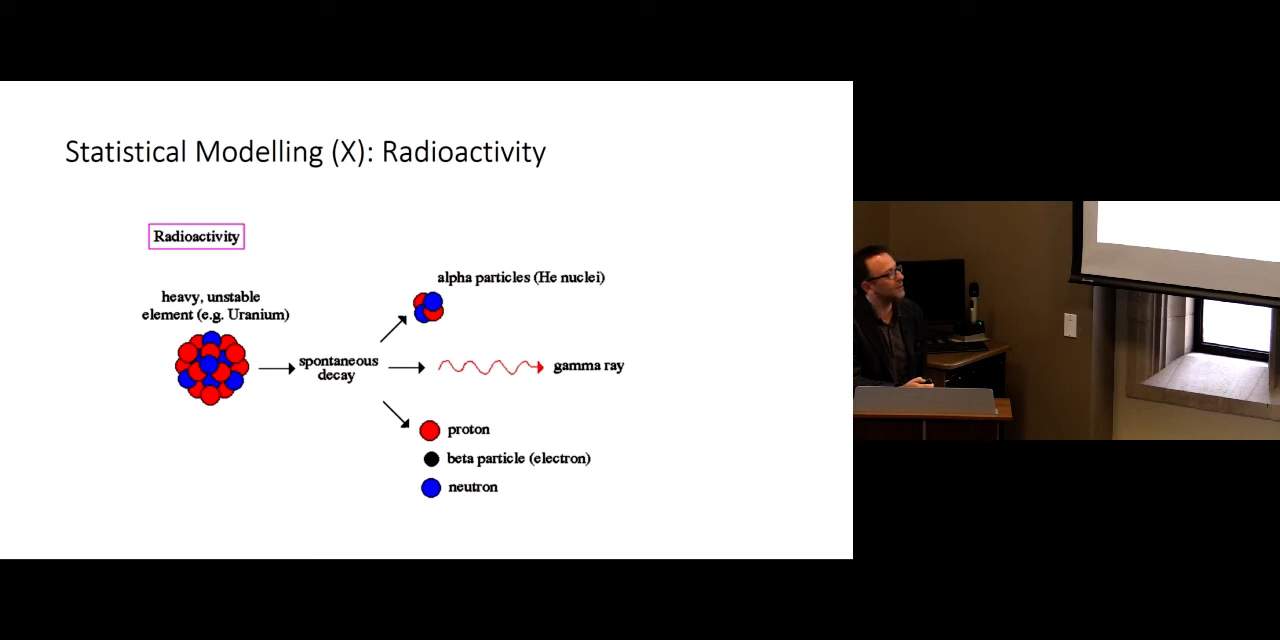 Statistical Modelling (X): Radioactivity
Radioactivity
alpha particles (He nuclei)
heavy, unstable
element (e.g. Uranium)
spontaneous
decay
gamma ray
proton
beta particle (electron)
neutron